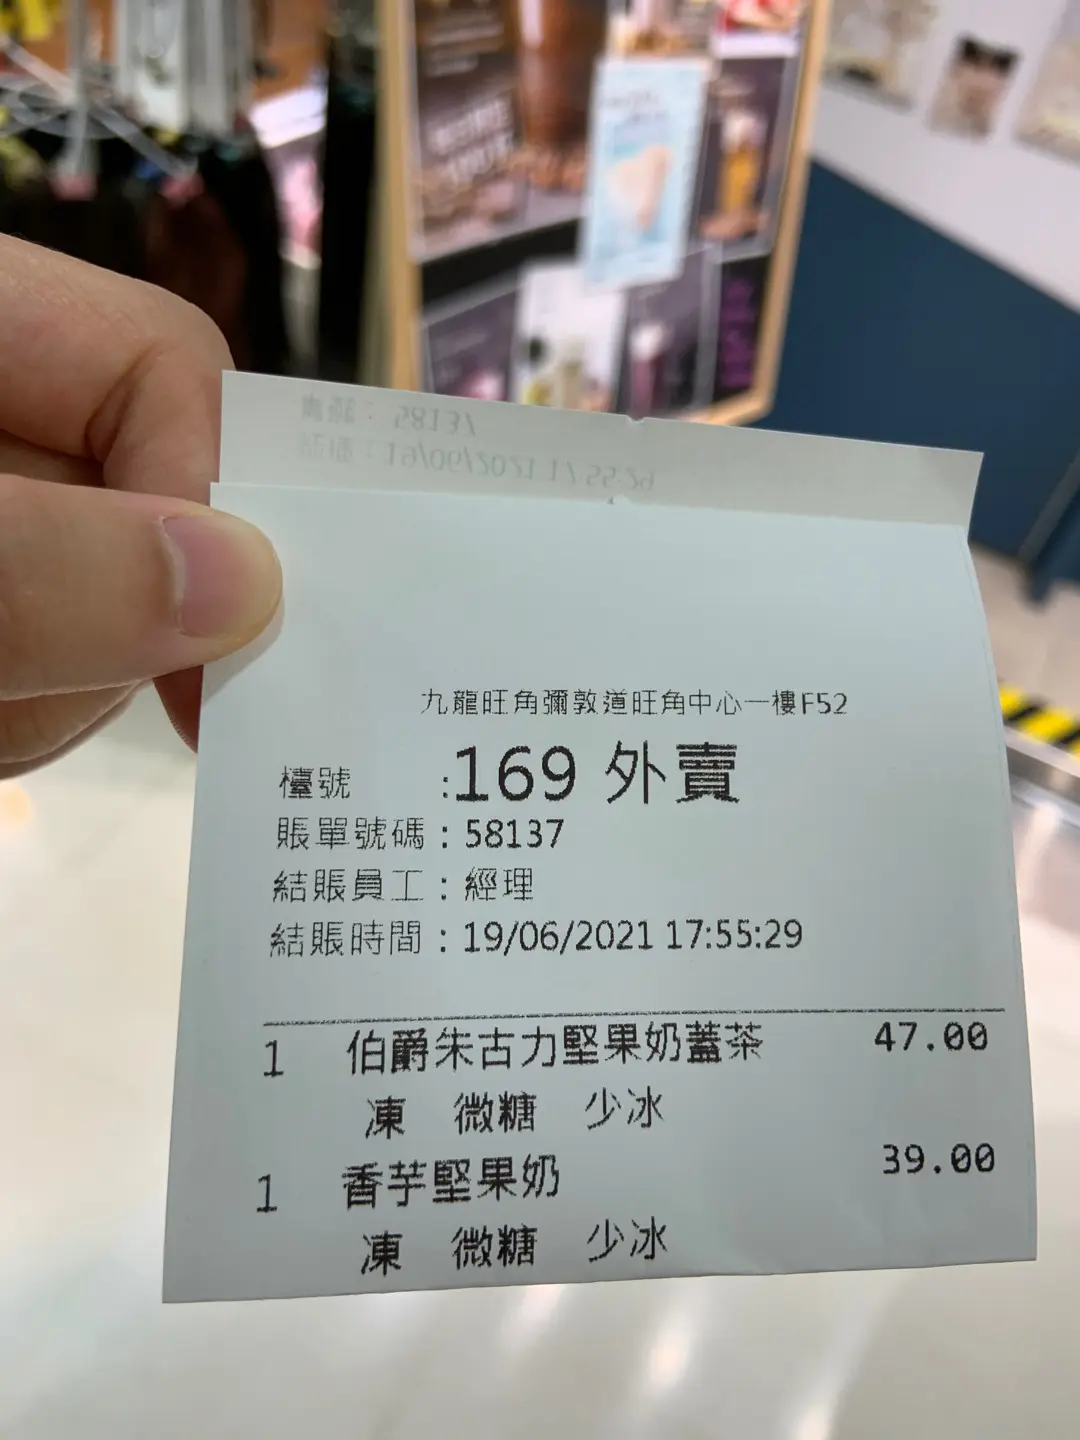 九龍旺角彌敦道旺角中心一樓F52
檯號 :169 外賣
賬單號碼：58137
結賬員工：經理
結賬時間：19/06/2021 17:55:29
1 伯爵朱古力堅果奶蓋茶 47.00
凍 微糖 少冰
1 香芋堅果奶 39.00
凍 微糖 少冰